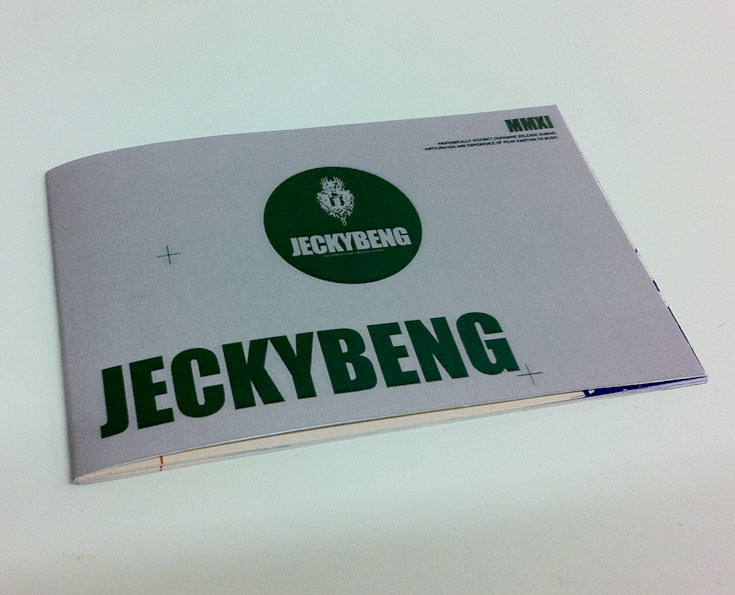 MMXI
ANATOMICALLY DISTINCT DOPAMINE RELEASE DURING
ANTICIPATION AND EXPERIENCE OF PEAK EMOTION TO MUSIC
JECKYBENG
JECKYBENG